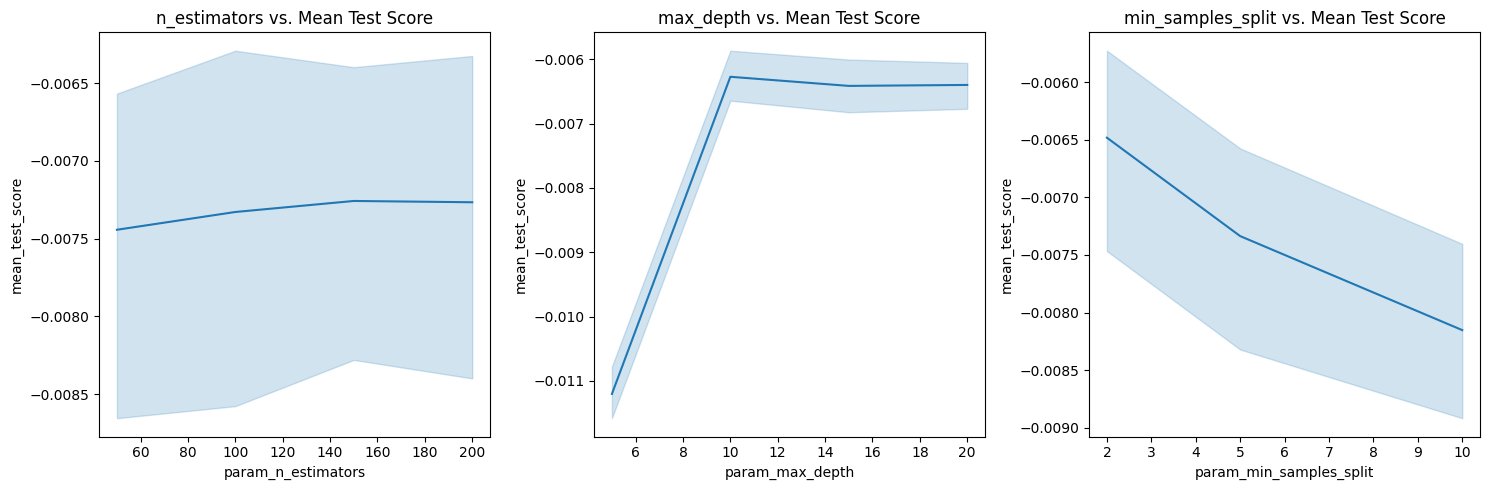 n_estimators vs. Mean Test Score
mean_test_score
−0.0065
−0.0070
−0.0075
−0.0080
−0.0085
60 80 100 120 140 160 180 200
param_n_estimators
max_depth vs. Mean Test Score
mean_test_score
−0.006
−0.007
−0.008
−0.009
−0.010
−0.011
6 8 10 12 14 16 18 20
param_max_depth
min_samples_split vs. Mean Test Score
mean_test_score
−0.0060
−0.0065
−0.0070
−0.0075
−0.0080
−0.0085
−0.0090
2 3 4 5 6 7 8 9 10
param_min_samples_split